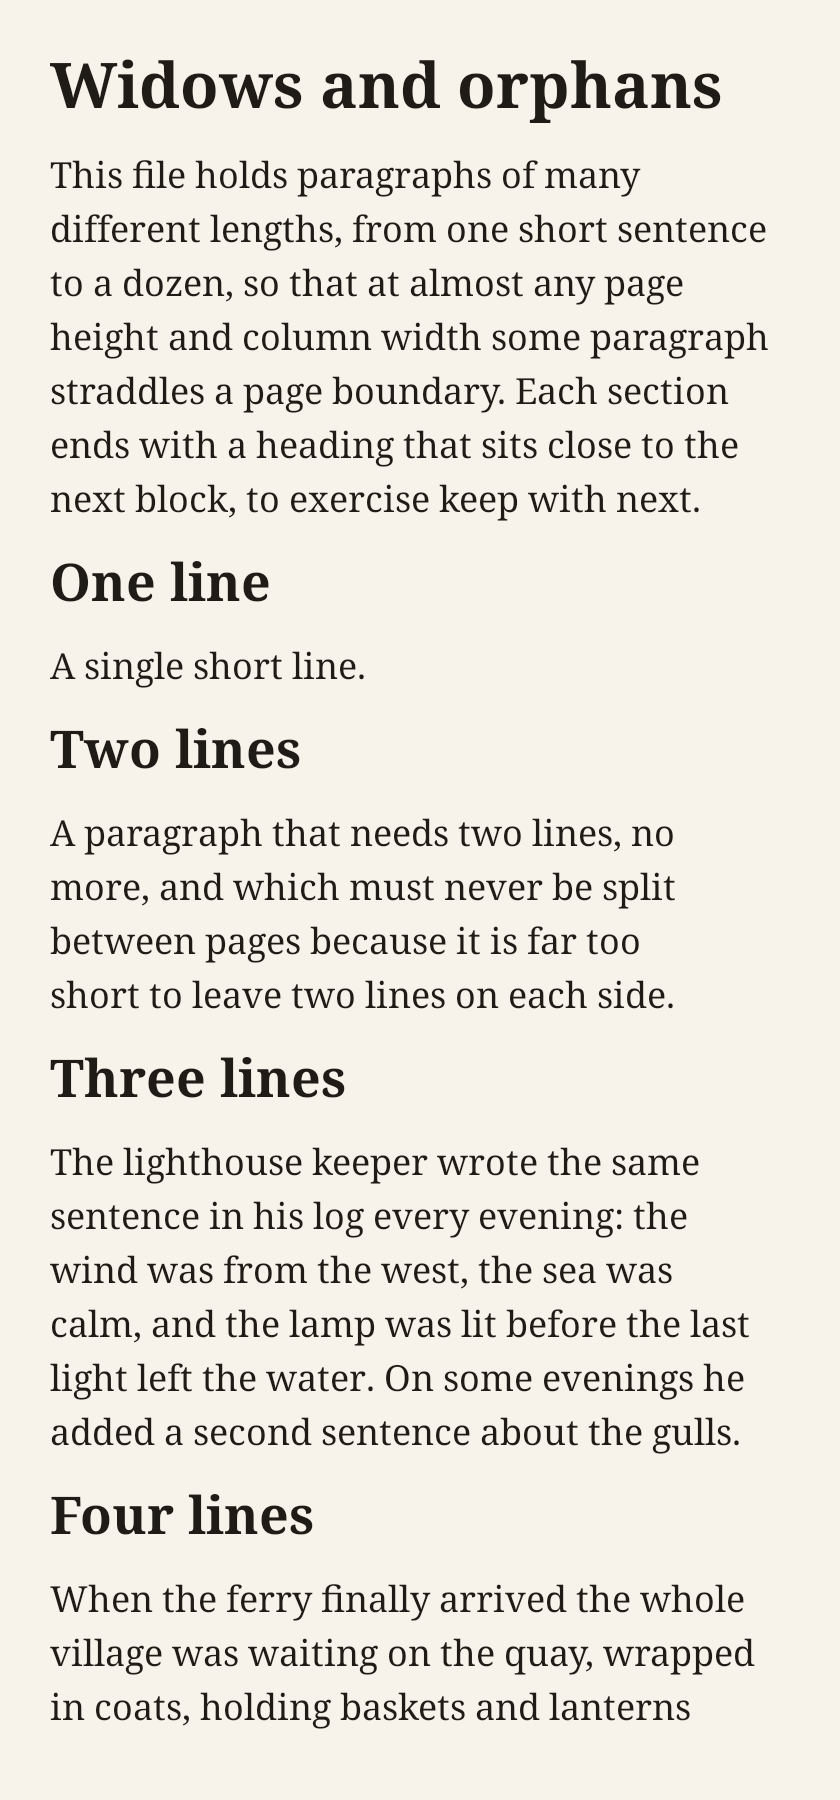 Widows and orphans
This file holds paragraphs of many
different lengths, from one short sentence
to a dozen, so that at almost any page
height and column width some paragraph
straddles a page boundary. Each section
ends with a heading that sits close to the
next block, to exercise keep with next.
One line
A single short line.
Two lines
A paragraph that needs two lines, no
more, and which must never be split
between pages because it is far too
short to leave two lines on each side.
Three lines
The lighthouse keeper wrote the same
sentence in his log every evening: the
wind was from the west, the sea was
calm, and the lamp was lit before the last
light left the water. On some evenings he
added a second sentence about the gulls.
Four lines
When the ferry finally arrived the whole
village was waiting on the quay, wrapped
in coats, holding baskets and lanterns